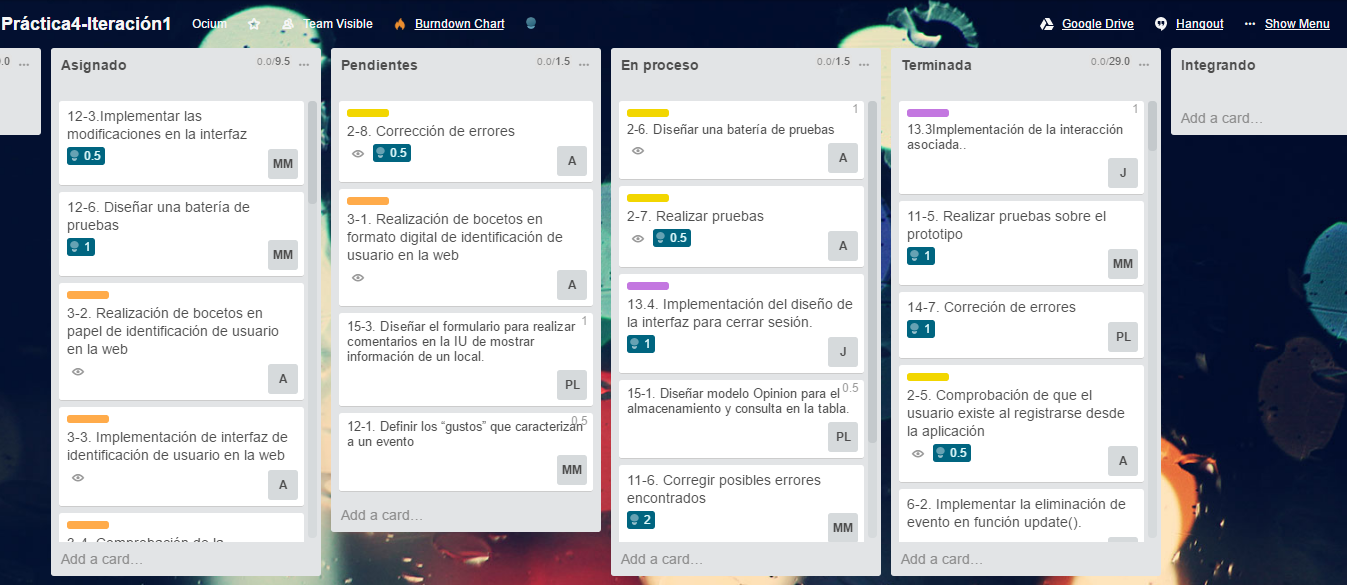 Práctica4-Iteración1
Ocium
Team Visible
Burndown Chart
Google Drive
Hangout
Show Menu
Asignado
0.0/9.5
12-3.Implementar las
modificaciones en la interfaz
0.5
MM
12-6. Diseñar una batería de
pruebas
1
MM
3-2. Realización de bocetos en
papel de identificación de usuario
en la web
A
3-3. Implementación de interfaz de
identificación de usuario en la web
A
3-4. Comprobación de la
Add a card…
Pendientes
0.0/1.5
2-8. Corrección de errores
0.5
A
3-1. Realización de bocetos en
formato digital de identificación de
usuario en la web
A
15-3. Diseñar el formulario para realizar
1
comentarios en la IU de mostrar
información de un local.
PL
0.5
12-1. Definir los “gustos” que caracterizan
a un evento
MM
Add a card…
En proceso
0.0/1.5
1
2-6. Diseñar una batería de pruebas
A
2-7. Realizar pruebas
0.5
A
13.4. Implementación del diseño de
la interfaz para cerrar sesión.
1
J
0.5
15-1. Diseñar modelo Opinion para el
almacenamiento y consulta en la tabla.
PL
11-6. Corregir posibles errores
encontrados
2
MM
Add a card…
Terminada
0.0/29.0
1
13.3Implementación de la interacción
asociada..
J
11-5. Realizar pruebas sobre el
prototipo
1
MM
14-7. Correción de errores
1
PL
2-5. Comprobación de que el
usuario existe al registrarse desde
la aplicación
0.5
A
6-2. Implementar la eliminación de
evento en función update().
Add a card…
Integrando
Add a card…